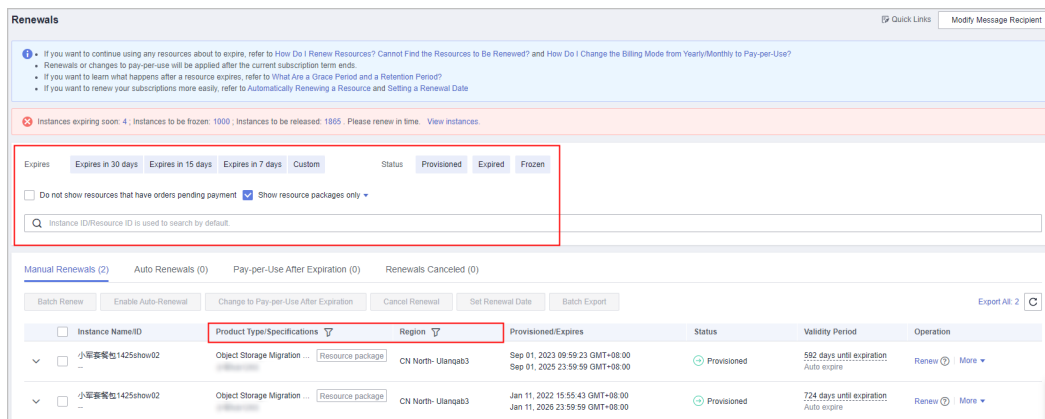 Renewals
Quick Links
Modify Message Recipient
If you want to continue using any resources about to expire, refer to How Do I Renew Resources? Cannot Find the Resources to Be Renewed? and How Do I Change the Billing Mode from Yearly/Monthly to Pay-per-Use?
Renewals or changes to pay-per-use will be applied after the current subscription term ends.
If you want to learn what happens after a resource expires, refer to What Are a Grace Period and a Retention Period?
If you want to renew your subscriptions more easily, refer to Automatically Renewing a Resource and Setting a Renewal Date
Instances expiring soon: 4 ; Instances to be frozen: 1000 ; Instances to be released: 1865 . Please renew in time. View instances.
Expires Expires in 30 days Expires in 15 days Expires in 7 days Custom Status Provisioned Expired Frozen
Do not show resources that have orders pending payment Show resource packages only
Instance ID/Resource ID is used to search by default.
Manual Renewals (2) Auto Renewals (0) Pay-per-Use After Expiration (0) Renewals Canceled (0)
Batch Renew Enable Auto-Renewal Change to Pay-per-Use After Expiration Cancel Renewal Set Renewal Date Batch Export Export All: 2
Instance Name/ID Product Type/Specifications Region Provisioned/Expires Status Validity Period Operation
小军套餐包1425show02 Object Storage Migration ... Resource package CN North- Ulanqab3 Sep 01, 2023 09:59:23 GMT+08:00 Provisioned 592 days until expiration Renew More
-- Sep 01, 2025 23:59:59 GMT+08:00 Auto expire
小军套餐包1425show02 Object Storage Migration ... Resource package CN North- Ulanqab3 Jan 11, 2022 15:55:43 GMT+08:00 Provisioned 724 days until expiration Renew More
-- Jan 11, 2026 23:59:59 GMT+08:00 Auto expire